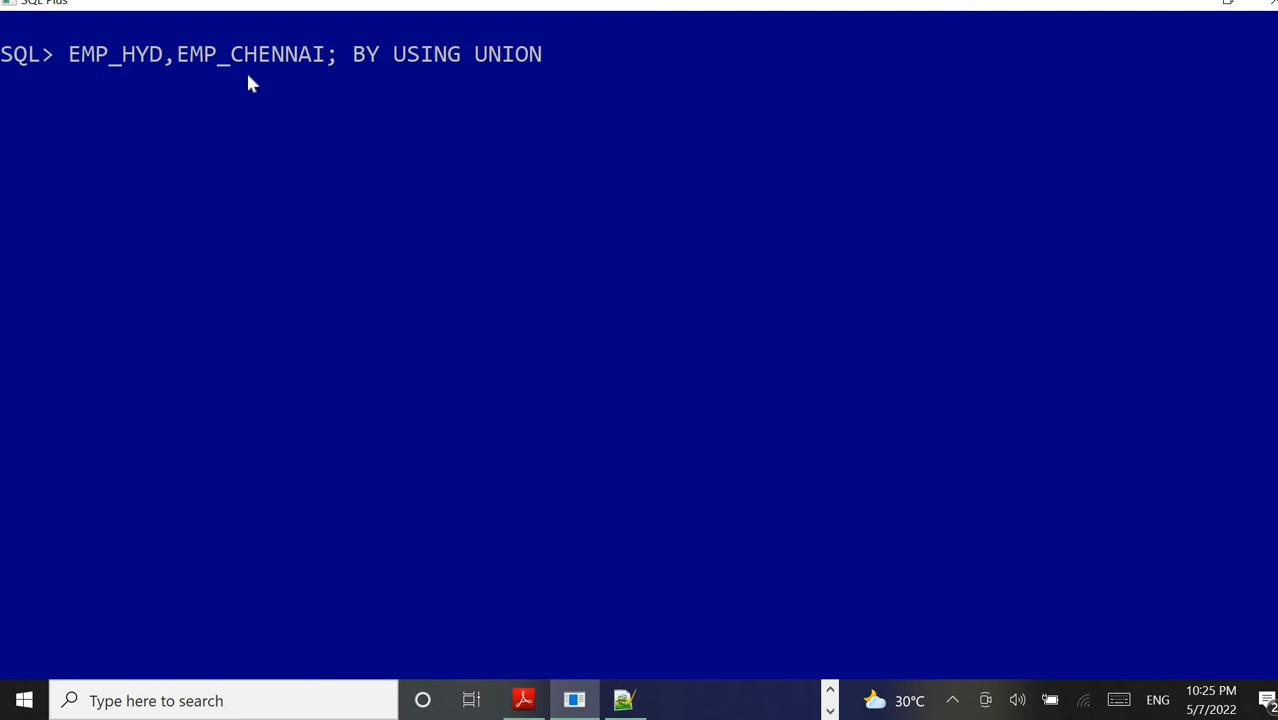 SQL Plus
SQL> EMP_HYD,EMP_CHENNAI; BY USING UNION
Type here to search
30°C
ENG
10:25 PM
5/7/2022
2